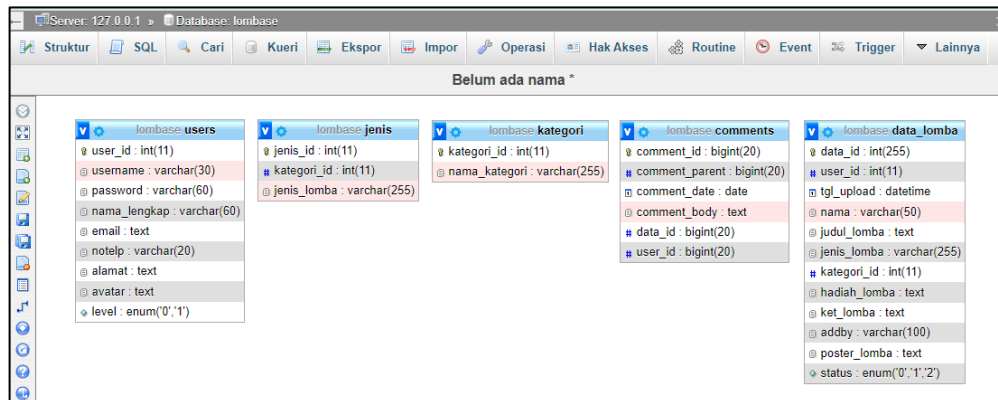 Server: 127.0.0.1 » Database: lombase
Struktur SQL Cari Kueri Ekspor Impor Operasi Hak Akses Routine Event Trigger Lainnya
Belum ada nama *
lombase users
user_id : int(11)
username : varchar(30)
password : varchar(60)
nama_lengkap : varchar(60)
email : text
notelp : varchar(20)
alamat : text
avatar : text
level : enum('0','1')
lombase jenis
jenis_id : int(11)
kategori_id : int(11)
jenis_lomba : varchar(255)
lombase kategori
kategori_id : int(11)
nama_kategori : varchar(255)
lombase comments
comment_id : bigint(20)
comment_parent : bigint(20)
comment_date : date
comment_body : text
data_id : bigint(20)
user_id : bigint(20)
lombase data_lomba
data_id : int(255)
user_id : int(11)
tgl_upload : datetime
nama : varchar(50)
judul_lomba : text
jenis_lomba : varchar(255)
kategori_id : int(11)
hadiah_lomba : text
ket_lomba : text
addby : varchar(100)
poster_lomba : text
status : enum('0','1','2')